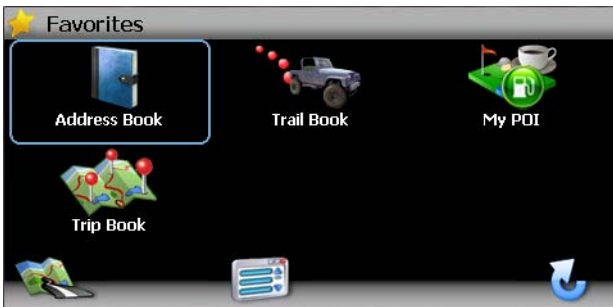 Favorites
Address Book
Trail Book
My POI
Trip Book